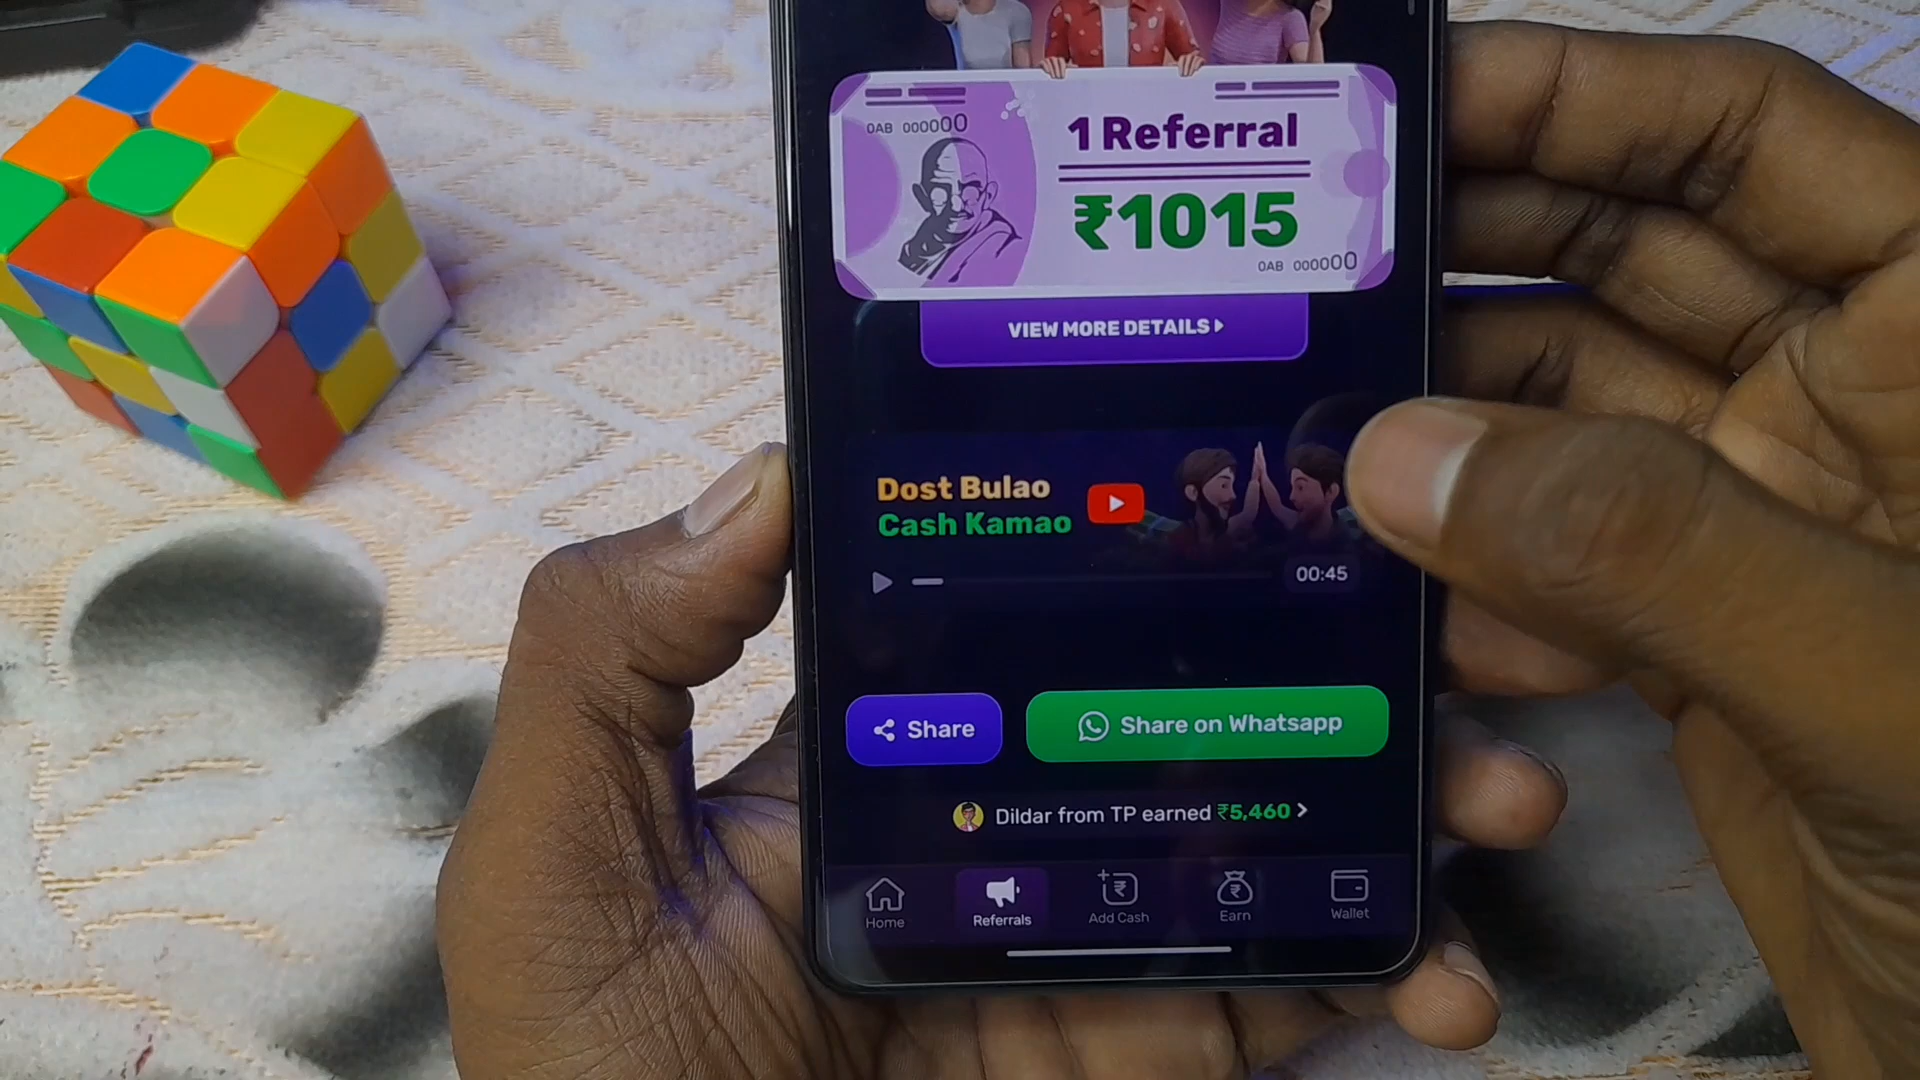 OAB 000000
1 Referral
₹1015
OAB 000000
VIEW MORE DETAILS
Dost Bulao
Cash Kamao
00:45
Share
Share on Whatsapp
Dildar from TP earned ₹5,460 >
Home
Referrals
Add Cash
Earn
Wallet